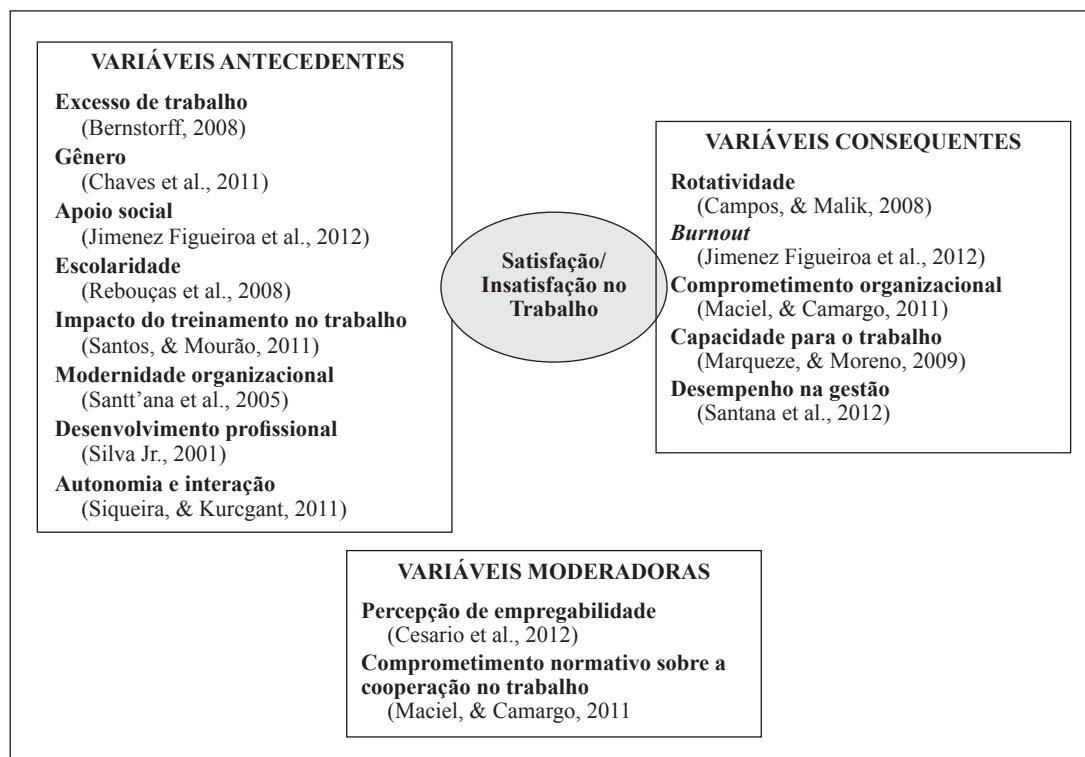 VARIÁVEIS ANTECEDENTES
Excesso de trabalho
(Bernstorff, 2008)
Gênero
(Chaves et al., 2011)
Apoio social
(Jimenez Figueiroa et al., 2012)
Escolaridade
(Rebouças et al., 2008)
Impacto do treinamento no trabalho
(Santos, & Mourão, 2011)
Modernidade organizacional
(Santt’ana et al., 2005)
Desenvolvimento profissional
(Silva Jr., 2001)
Autonomia e interação
(Siqueira, & Kurcgant, 2011)
Satisfação/
Insatisfação no
Trabalho
VARIÁVEIS CONSEQUENTES
Rotatividade
(Campos, & Malik, 2008)
Burnout
(Jimenez Figueiroa et al., 2012)
Comprometimento organizacional
(Maciel, & Camargo, 2011)
Capacidade para o trabalho
(Marqueze, & Moreno, 2009)
Desempenho na gestão
(Santana et al., 2012)
VARIÁVEIS MODERADORAS
Percepção de empregabilidade
(Cesario et al., 2012)
Comprometimento normativo sobre a
cooperação no trabalho
(Maciel, & Camargo, 2011